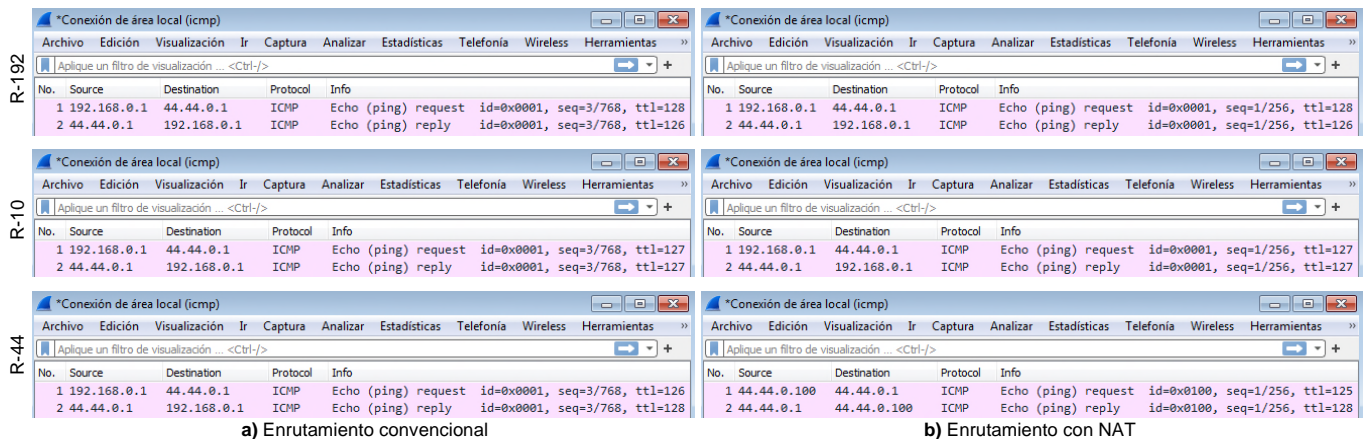 R-192
*Conexión de área local (icmp)
Archivo Edición Visualización Ir Captura Analizar Estadísticas Telefonía Wireless Herramientas »
Aplique un filtro de visualización ... <Ctrl-/> +
No. Source Destination Protocol Info
1 192.168.0.1 44.44.0.1 ICMP Echo (ping) request id=0x0001, seq=3/768, ttl=128
2 44.44.0.1 192.168.0.1 ICMP Echo (ping) reply id=0x0001, seq=3/768, ttl=126
*Conexión de área local (icmp)
Archivo Edición Visualización Ir Captura Analizar Estadísticas Telefonía Wireless Herramientas »
Aplique un filtro de visualización ... <Ctrl-/> +
No. Source Destination Protocol Info
1 192.168.0.1 44.44.0.1 ICMP Echo (ping) request id=0x0001, seq=1/256, ttl=128
2 44.44.0.1 192.168.0.1 ICMP Echo (ping) reply id=0x0001, seq=1/256, ttl=126
R-10
*Conexión de área local (icmp)
Archivo Edición Visualización Ir Captura Analizar Estadísticas Telefonía Wireless Herramientas »
Aplique un filtro de visualización ... <Ctrl-/> +
No. Source Destination Protocol Info
1 192.168.0.1 44.44.0.1 ICMP Echo (ping) request id=0x0001, seq=3/768, ttl=127
2 44.44.0.1 192.168.0.1 ICMP Echo (ping) reply id=0x0001, seq=3/768, ttl=127
*Conexión de área local (icmp)
Archivo Edición Visualización Ir Captura Analizar Estadísticas Telefonía Wireless Herramientas »
Aplique un filtro de visualización ... <Ctrl-/> +
No. Source Destination Protocol Info
1 192.168.0.1 44.44.0.1 ICMP Echo (ping) request id=0x0001, seq=1/256, ttl=127
2 44.44.0.1 192.168.0.1 ICMP Echo (ping) reply id=0x0001, seq=1/256, ttl=127
R-44
*Conexión de área local (icmp)
Archivo Edición Visualización Ir Captura Analizar Estadísticas Telefonía Wireless Herramientas »
Aplique un filtro de visualización ... <Ctrl-/> +
No. Source Destination Protocol Info
1 192.168.0.1 44.44.0.1 ICMP Echo (ping) request id=0x0001, seq=3/768, ttl=126
2 44.44.0.1 192.168.0.1 ICMP Echo (ping) reply id=0x0001, seq=3/768, ttl=128
*Conexión de área local (icmp)
Archivo Edición Visualización Ir Captura Analizar Estadísticas Telefonía Wireless Herramientas »
Aplique un filtro de visualización ... <Ctrl-/> +
No. Source Destination Protocol Info
1 44.44.0.100 44.44.0.1 ICMP Echo (ping) request id=0x0100, seq=1/256, ttl=125
2 44.44.0.1 44.44.0.100 ICMP Echo (ping) reply id=0x0100, seq=1/256, ttl=128
a) Enrutamiento convencional
b) Enrutamiento con NAT